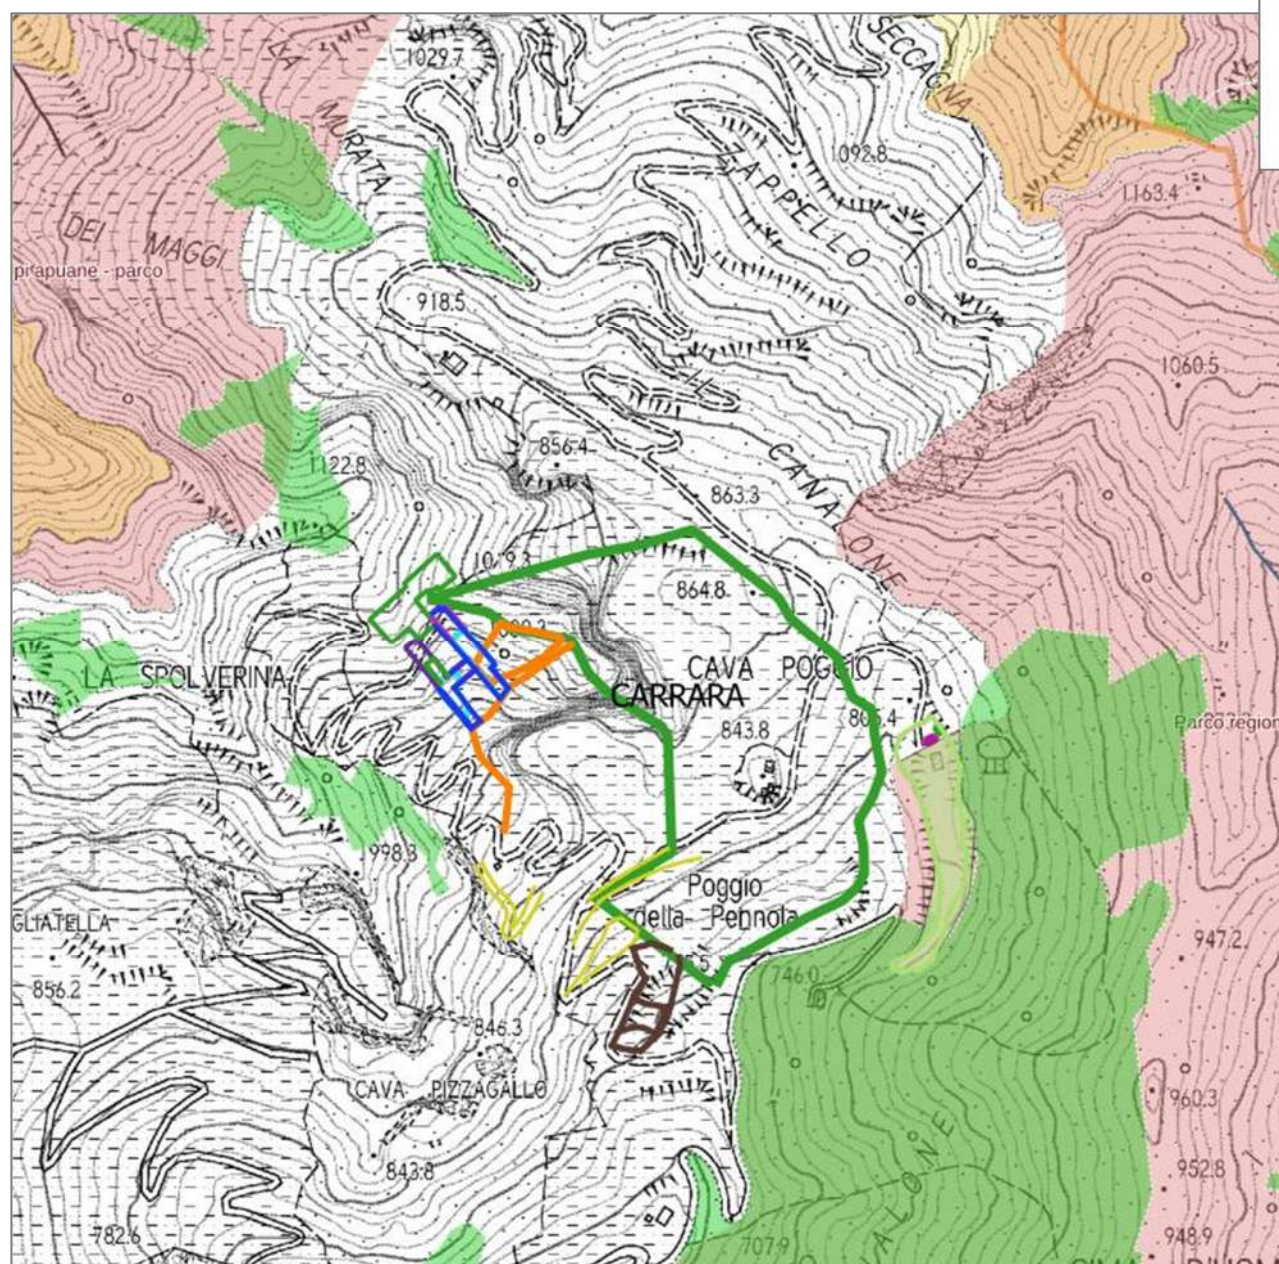 SECCAGNA
1029.7
LA MURATA
ZAPPELLO
1092.8
1163.4
DEI MAGGI
pi apuane - parco
918.5
1060.5
856.4
1122.8
CANALONE
863.3
864.8
LA SPOLVERINA
CAVA POGGIO
CARRARA
843.8
Parco region
998.3
Poggio
della Pennola
GLIATELLA
947.2
746.0
856.2
846.3
CAVA PIZZAGALLO
960.3
843.8
952.8
782.6
707.9
948.9